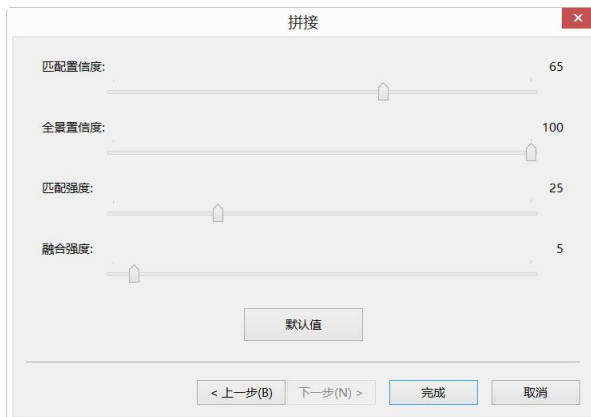 拼接
匹配置信度: 65
全景置信度: 100
匹配强度: 25
融合强度: 5
默认值
< 上一步(B) 下一步(N) > 完成 取消